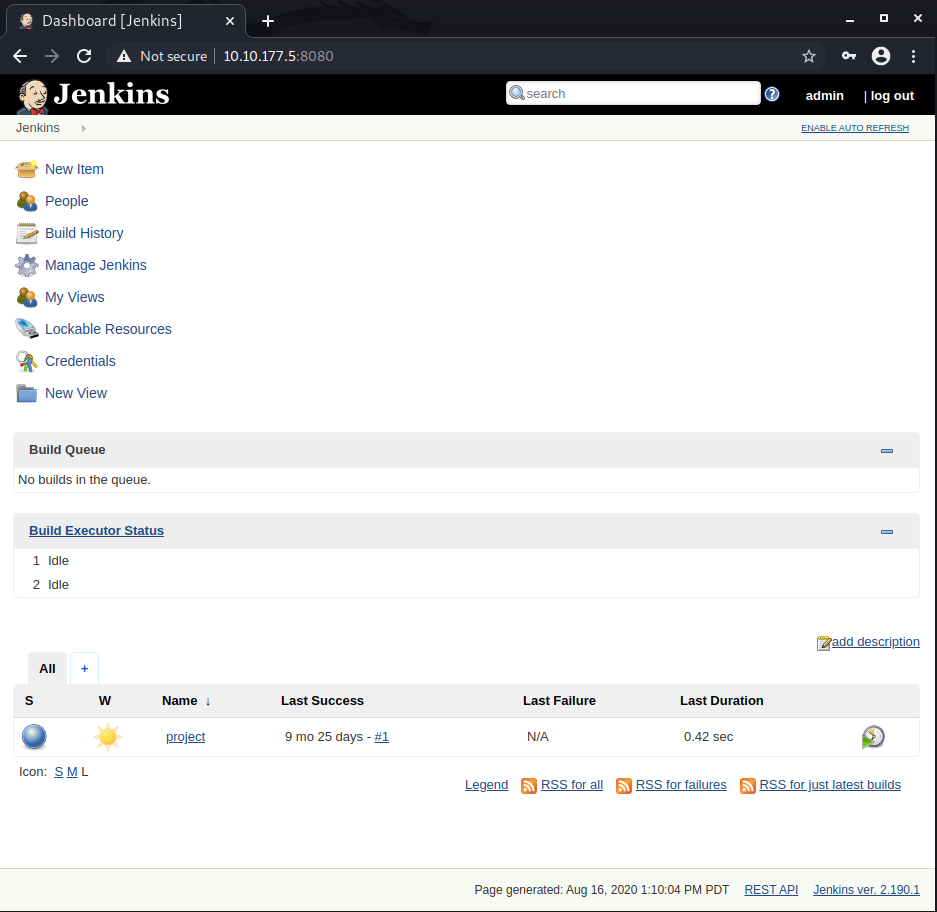 Dashboard [Jenkins]
Not secure | 10.10.177.5:8080
Jenkins
search
admin
| log out
Jenkins
ENABLE AUTO REFRESH
New Item
People
Build History
Manage Jenkins
My Views
Lockable Resources
Credentials
New View
Build Queue
No builds in the queue.
Build Executor Status
1 Idle
2 Idle
add description
All +
S W Name ↓ Last Success Last Failure Last Duration
project 9 mo 25 days - #1 N/A 0.42 sec
Icon: S M L
Legend RSS for all RSS for failures RSS for just latest builds
Page generated: Aug 16, 2020 1:10:04 PM PDT REST API Jenkins ver. 2.190.1